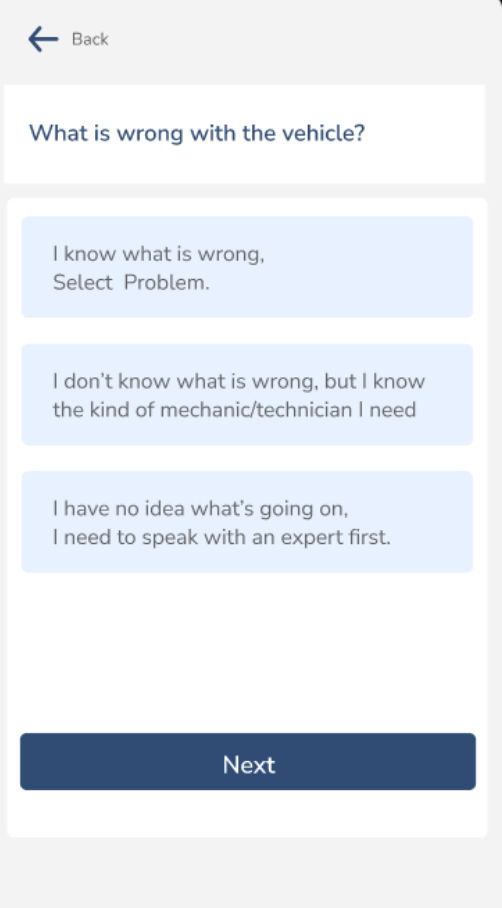 Back
What is wrong with the vehicle?
I know what is wrong,
Select  Problem.
I don’t know what is wrong, but I know
the kind of mechanic/technician I need
I have no idea what’s going on,
I need to speak with an expert first.
Next